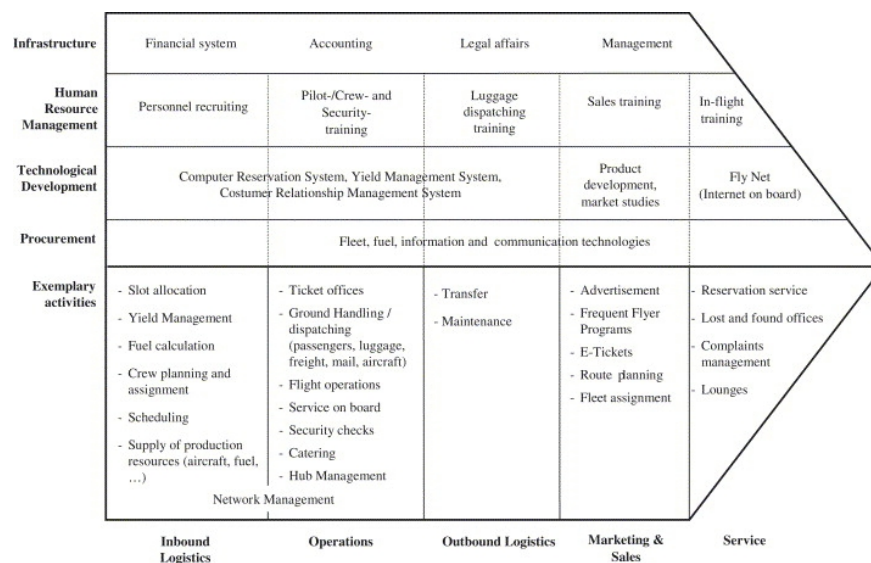 Infrastructure
Financial system
Accounting
Legal affairs
Management
Human
Resource
Management
Personnel recruiting
Pilot-/Crew- and
Security-
training
Luggage
dispatching
training
Sales training
In-flight
training
Technological
Development
Computer Reservation System, Yield Management System,
Costumer Relationship Management System
Product
development,
market studies
Fly Net
(Internet on board)
Procurement
Fleet, fuel, information and communication technologies
Exemplary
activities
- Slot allocation
- Yield Management
- Fuel calculation
- Crew planning and
assignment
- Scheduling
- Supply of production
resources (aircraft, fuel,
…)
- Ticket offices
- Ground Handling /
dispatching
(passengers, luggage,
freight, mail, aircraft)
- Flight operations
- Service on board
- Security checks
- Catering
- Hub Management
Network Management
- Transfer
- Maintenance
- Advertisement
- Frequent Flyer
Programs
- E-Tickets
- Route planning
- Fleet assignment
- Reservation service
- Lost and found offices
- Complaints
management
- Lounges
Inbound
Logistics
Operations
Outbound Logistics
Marketing &
Sales
Service